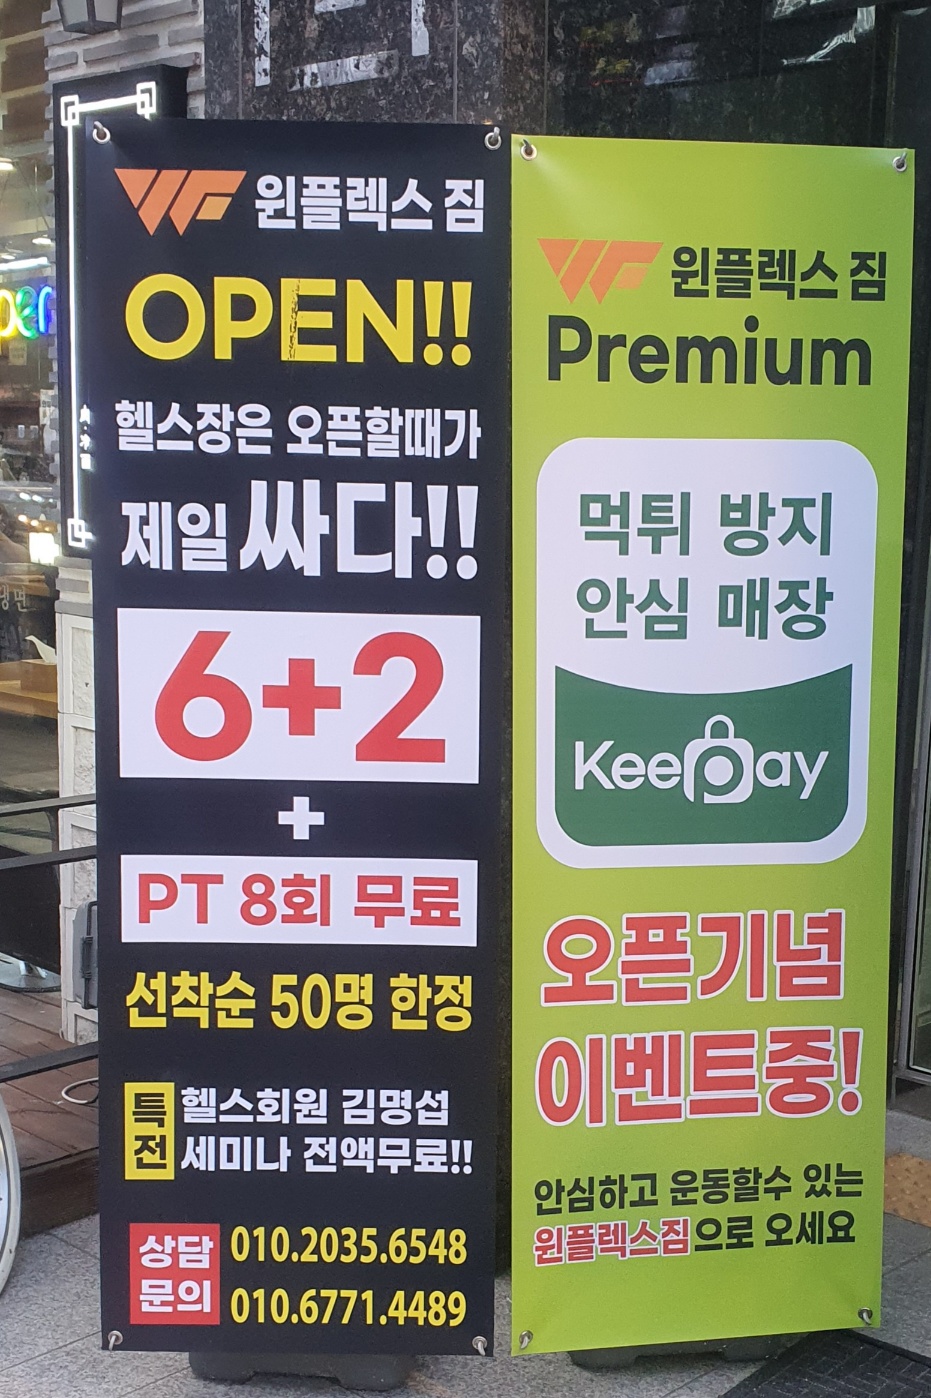 윈플렉스 짐
OPEN!!
헬스장은 오픈할때가
제일 싸다!!
6+2
+
PT 8회 무료
선착순 50명 한정
특전
헬스회원 김명섭
세미나 전액무료!!
상담문의
010.2035.6548
010.6771.4489
윈플렉스 짐
Premium
먹튀 방지
안심 매장
KeepPay
오픈기념
이벤트중!
안심하고 운동할수 있는
윈플렉스짐으로 오세요